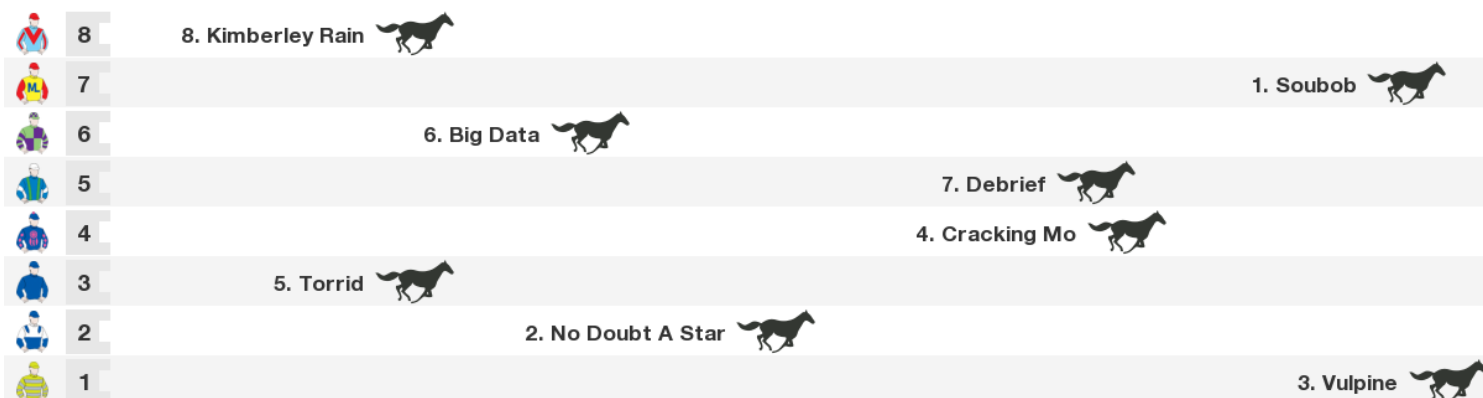 8 8. Kimberley Rain
7 1. Soubob
6 6. Big Data
5 7. Debrief
4 4. Cracking Mo
3 5. Torrid
2 2. No Doubt A Star
1 3. Vulpine